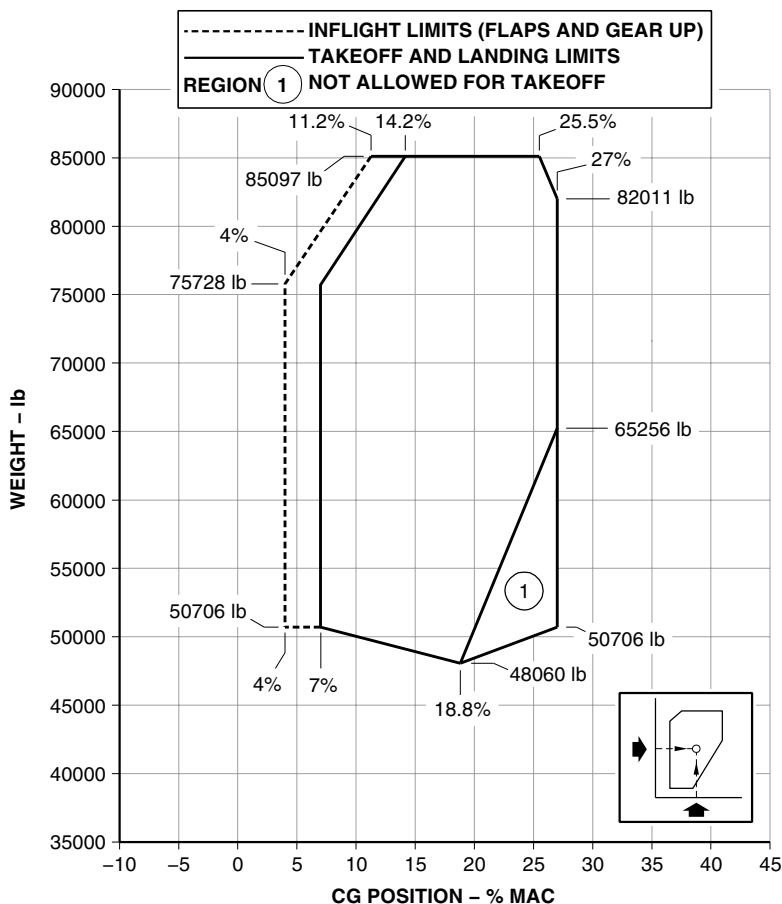 INFLIGHT LIMITS (FLAPS AND GEAR UP)
TAKEOFF AND LANDING LIMITS
REGION 1 NOT ALLOWED FOR TAKEOFF
90000
11.2% 14.2% 25.5%
85000
27%
85097 lb
82011 lb
80000
4%
75728 lb
75000
70000
65000
65256 lb
WEIGHT – lb
60000
55000
1
50706 lb
50000
50706 lb
48060 lb
4% 7%
18.8%
45000
40000
35000
–10 –5 0 5 10 15 20 25 30 35 40 45
CG POSITION – % MAC